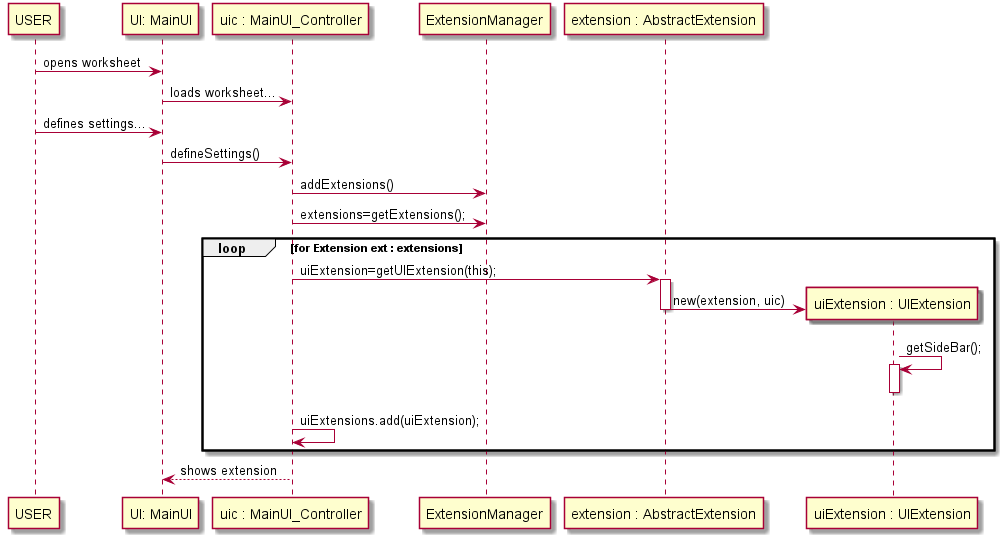 USER
UI: MainUI
uic : MainUI_Controller
ExtensionManager
extension : AbstractExtension
opens worksheet
loads worksheet...
defines settings...
defineSettings()
addExtensions()
extensions=getExtensions();
loop
[for Extension ext : extensions]
uiExtension=getUIExtension(this);
new(extension, uic)
uiExtension : UIExtension
getSideBar();
uiExtensions.add(uiExtension);
shows extension
USER
UI: MainUI
uic : MainUI_Controller
ExtensionManager
extension : AbstractExtension
uiExtension : UIExtension